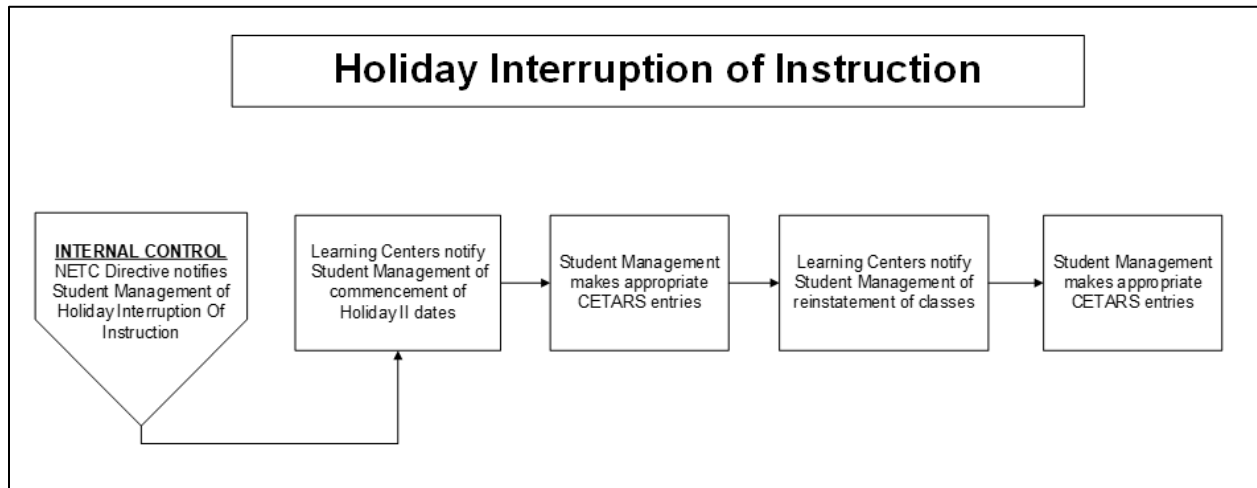 Holiday Interruption of Instruction
INTERNAL CONTROL
NETC Directive notifies
Student Management of
Holiday Interruption Of
Instruction
Learning Centers notify
Student Management of
commencement of
Holiday II dates
Student Management
makes appropriate
CETARS entries
Learning Centers notify
Student Management of
reinstatement of classes
Student Management
makes appropriate
CETARS entries